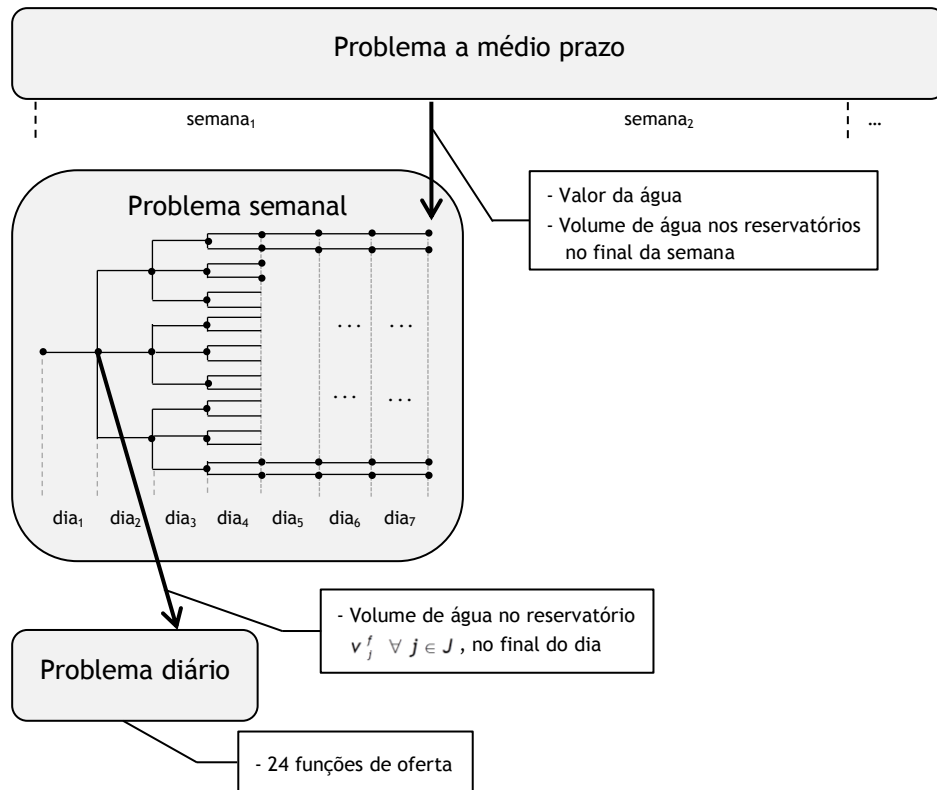 Problema a médio prazo
semana₁
semana₂
...
- Valor da água
- Volume de água nos reservatórios
no final da semana
Problema semanal
... ...
... ...
dia₁ dia₂ dia₃ dia₄ dia₅ dia₆ dia₇
- Volume de água no reservatório
v_j^f ∀ j ∈ J , no final do dia
Problema diário
- 24 funções de oferta